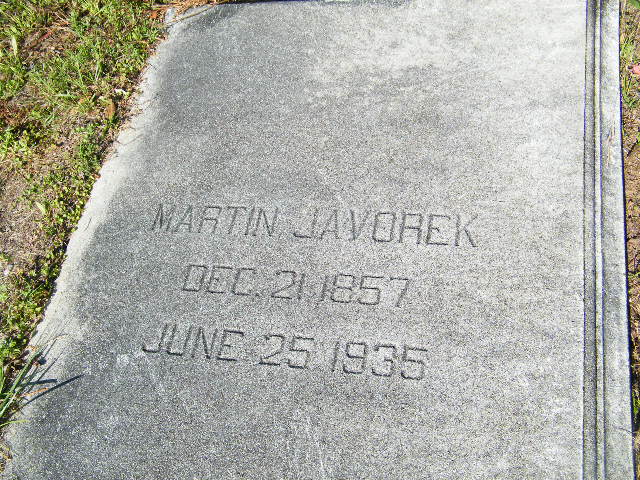 MARTIN JAVOREK
DEC. 21 1857
JUNE 25 1935